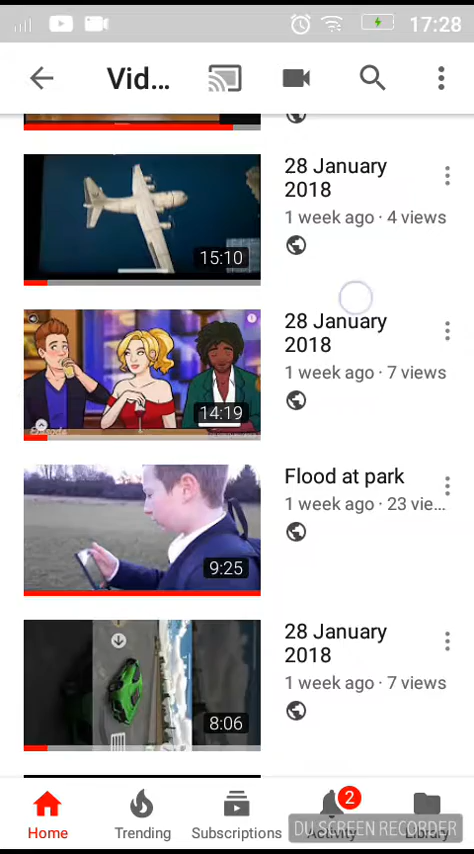 17:28
Vid...
28 January
2018
1 week ago · 4 views
15:10
28 January
2018
1 week ago · 7 views
14:19
Flood at park
1 week ago · 23 vie...
9:25
28 January
2018
1 week ago · 7 views
8:06
2
Home
Trending
Subscriptions
Activity
Library
DU SCREEN RECORDER